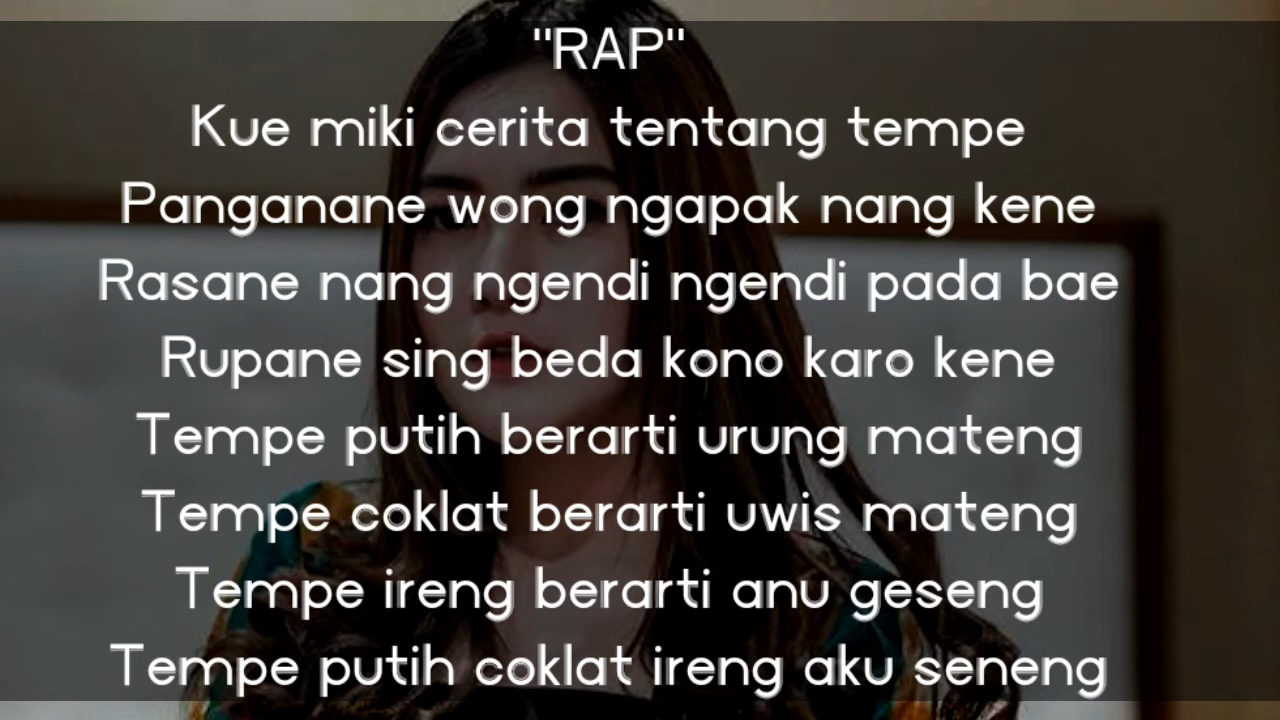 "RAP"
Kue miki cerita tentang tempe
Panganane wong ngapak nang kene
Rasane nang ngendi ngendi pada bae
Rupane sing beda kono karo kene
Tempe putih berarti urung mateng
Tempe coklat berarti uwis mateng
Tempe ireng berarti anu geseng
Tempe putih coklat ireng aku seneng